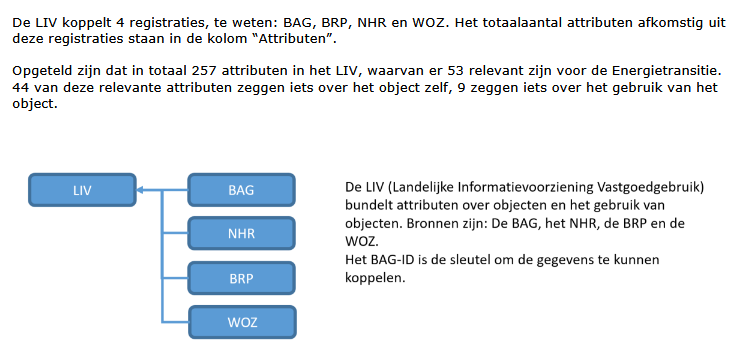 De LIV koppelt 4 registraties, te weten: BAG, BRP, NHR en WOZ. Het totaalaantal attributen afkomstig uit
deze registraties staan in de kolom “Attributen”.
Opgeteld zijn dat in totaal 257 attributen in het LIV, waarvan er 53 relevant zijn voor de Energietransitie.
44 van deze relevante attributen zeggen iets over het object zelf, 9 zeggen iets over het gebruik van het
object.
LIV
BAG
NHR
BRP
WOZ
De LIV (Landelijke Informatievoorziening Vastgoedgebruik)
bundelt attributen over objecten en het gebruik van
objecten. Bronnen zijn: De BAG, het NHR, de BRP en de
WOZ.
Het BAG-ID is de sleutel om de gegevens te kunnen
koppelen.